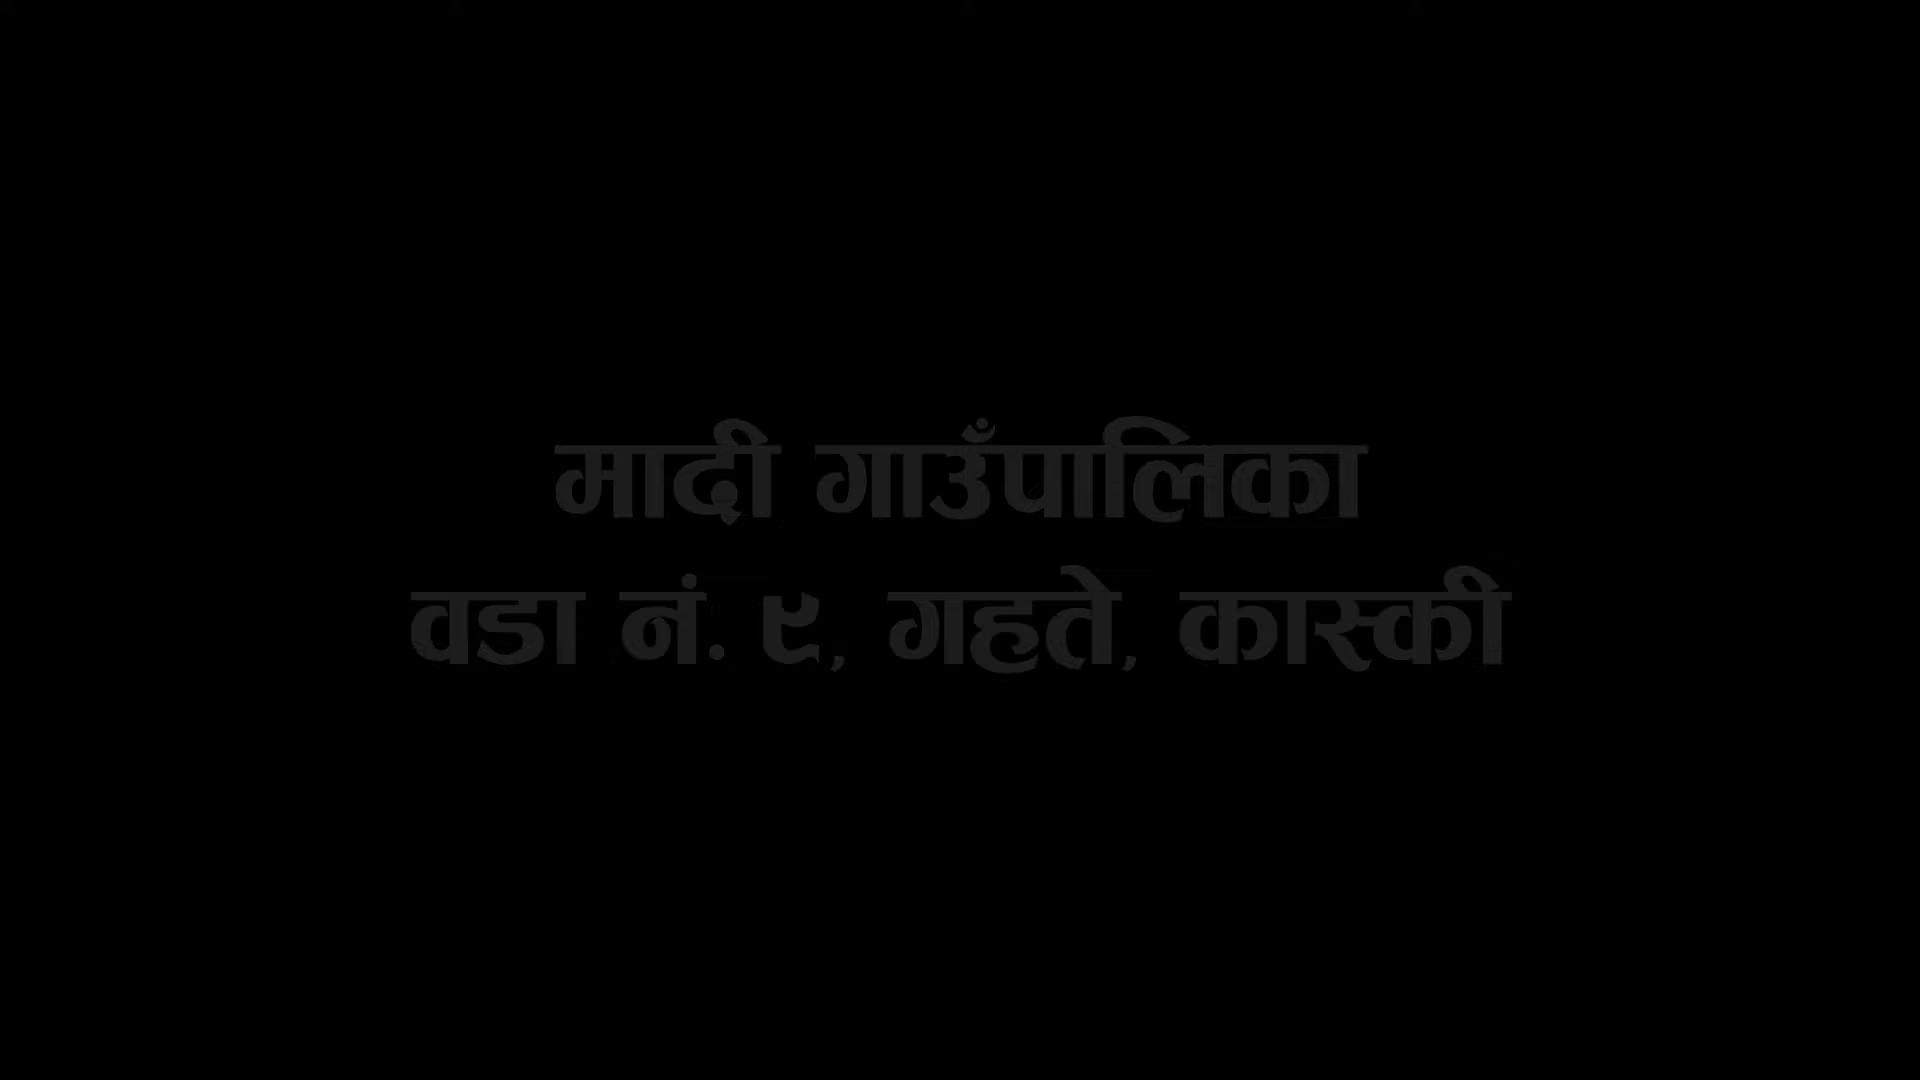 मादी गाउँपालिका
वडा नं. ९, गहते, कास्की